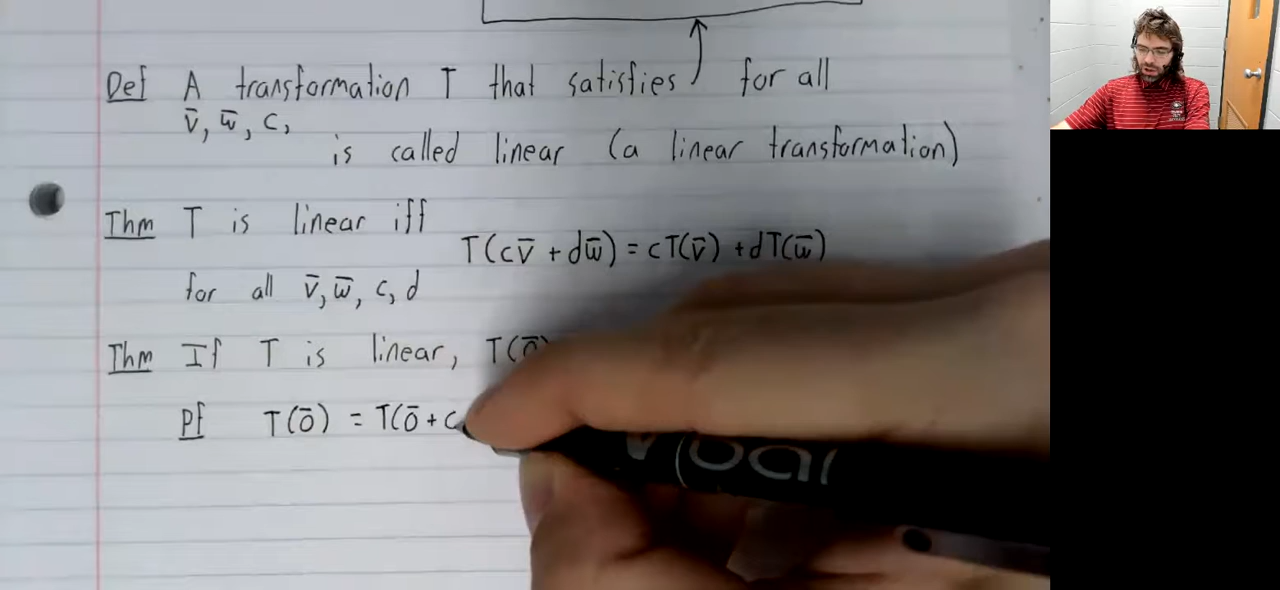 Def A transformation T that satisfies for all
v̄, w̄, c,
is called linear (a linear transformation)
Thm T is linear iff
T(cv̄ + dw̄) = cT(v̄) + dT(w̄)
for all v̄, w̄, c, d
Thm If T is linear, T(0̄)
Pf T(0̄) = T(0̄ +